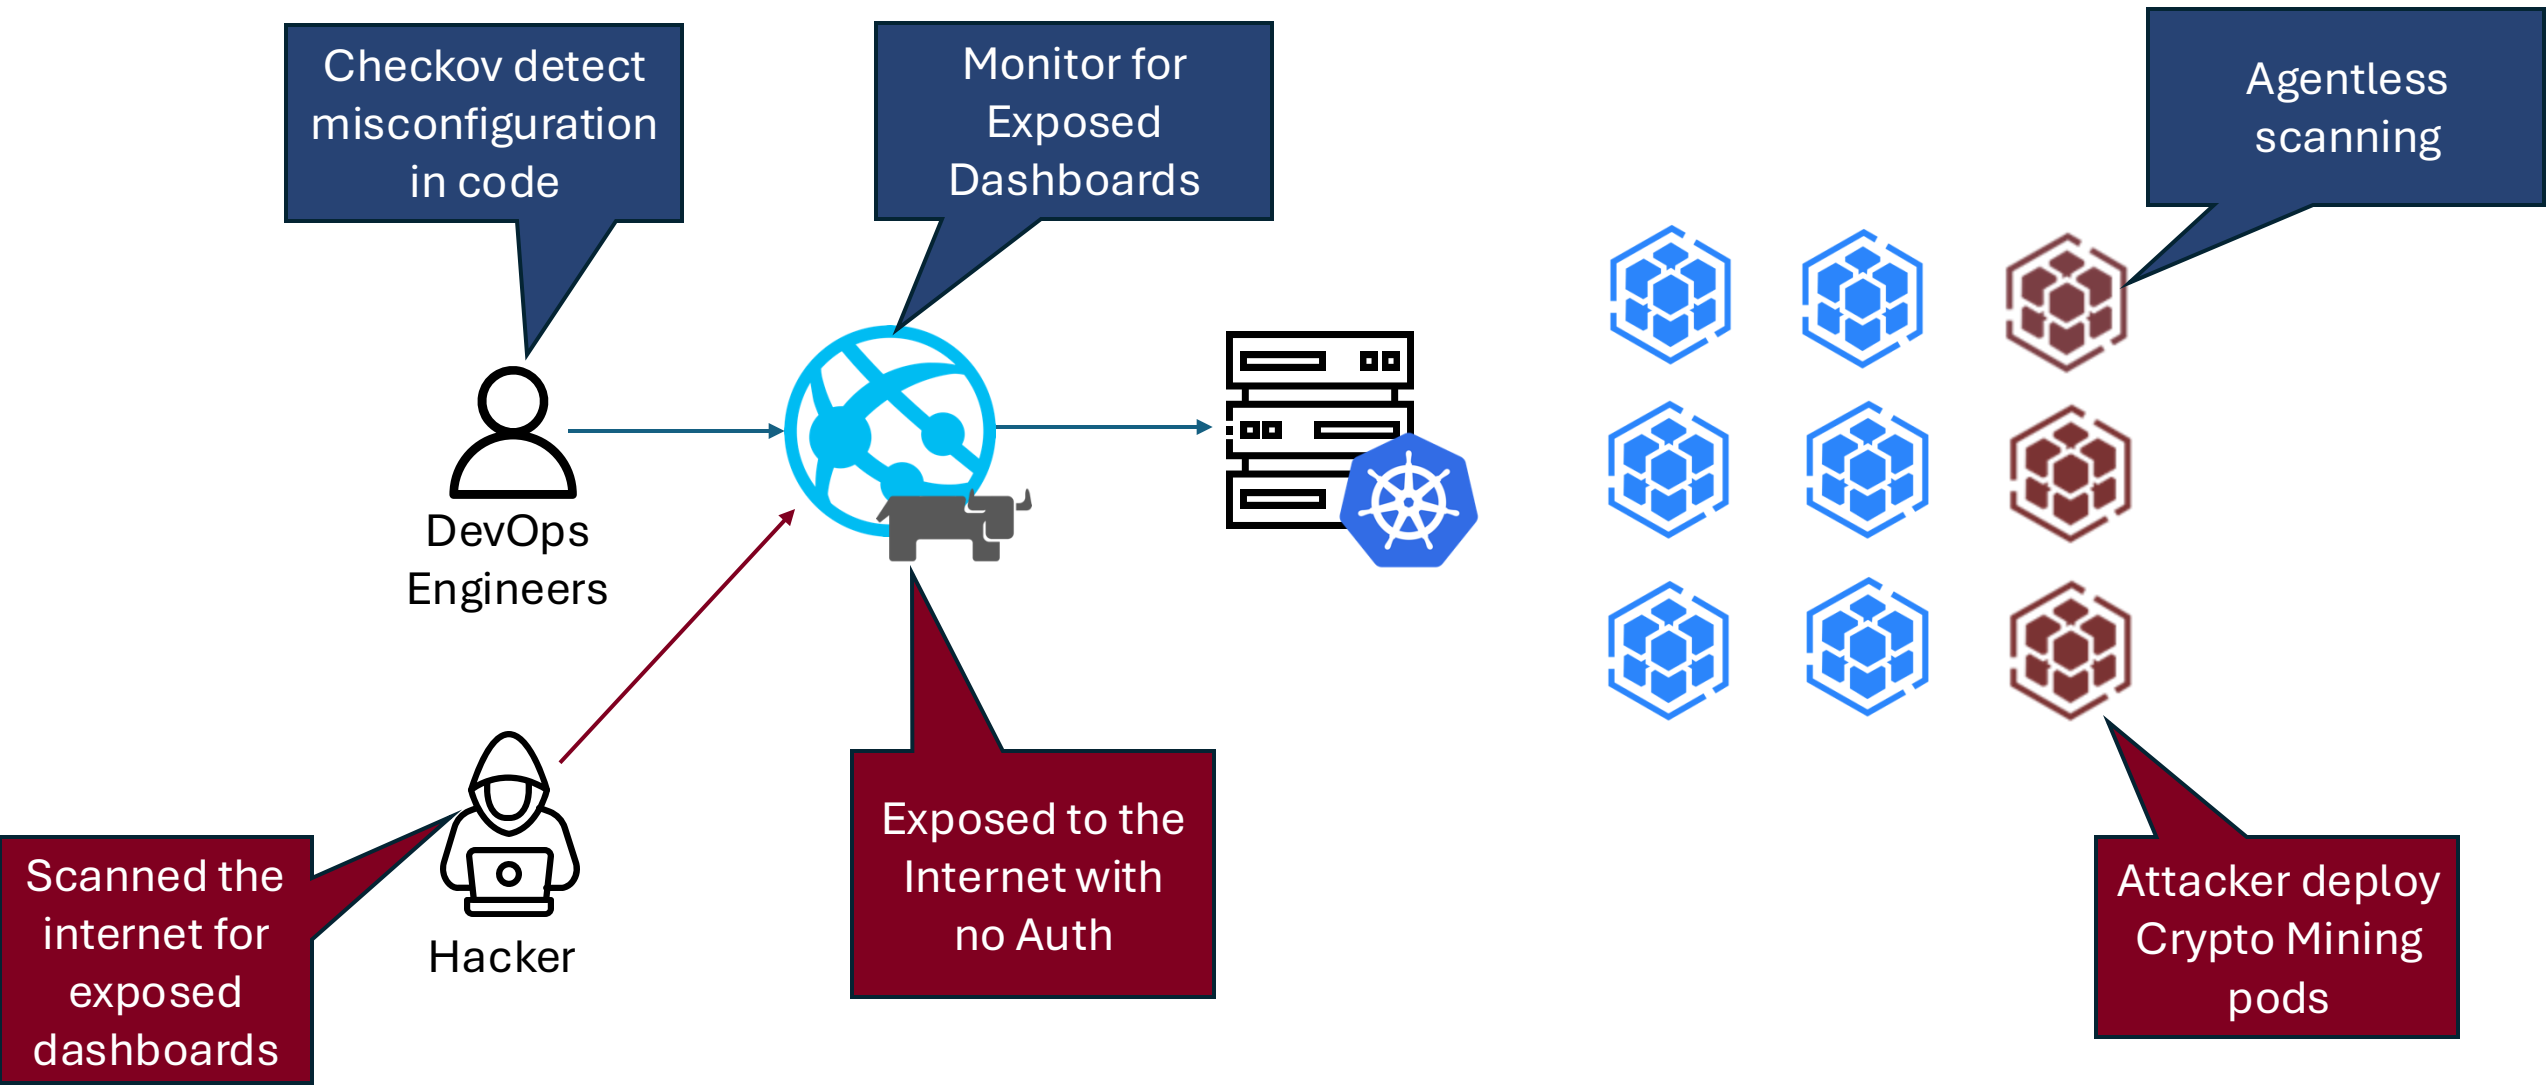 Checkov detect
misconfiguration
in code
Monitor for
Exposed
Dashboards
Agentless
scanning
DevOps
Engineers
Hacker
Scanned the
internet for
exposed
dashboards
Exposed to the
Internet with
no Auth
Attacker deploy
Crypto Mining
pods